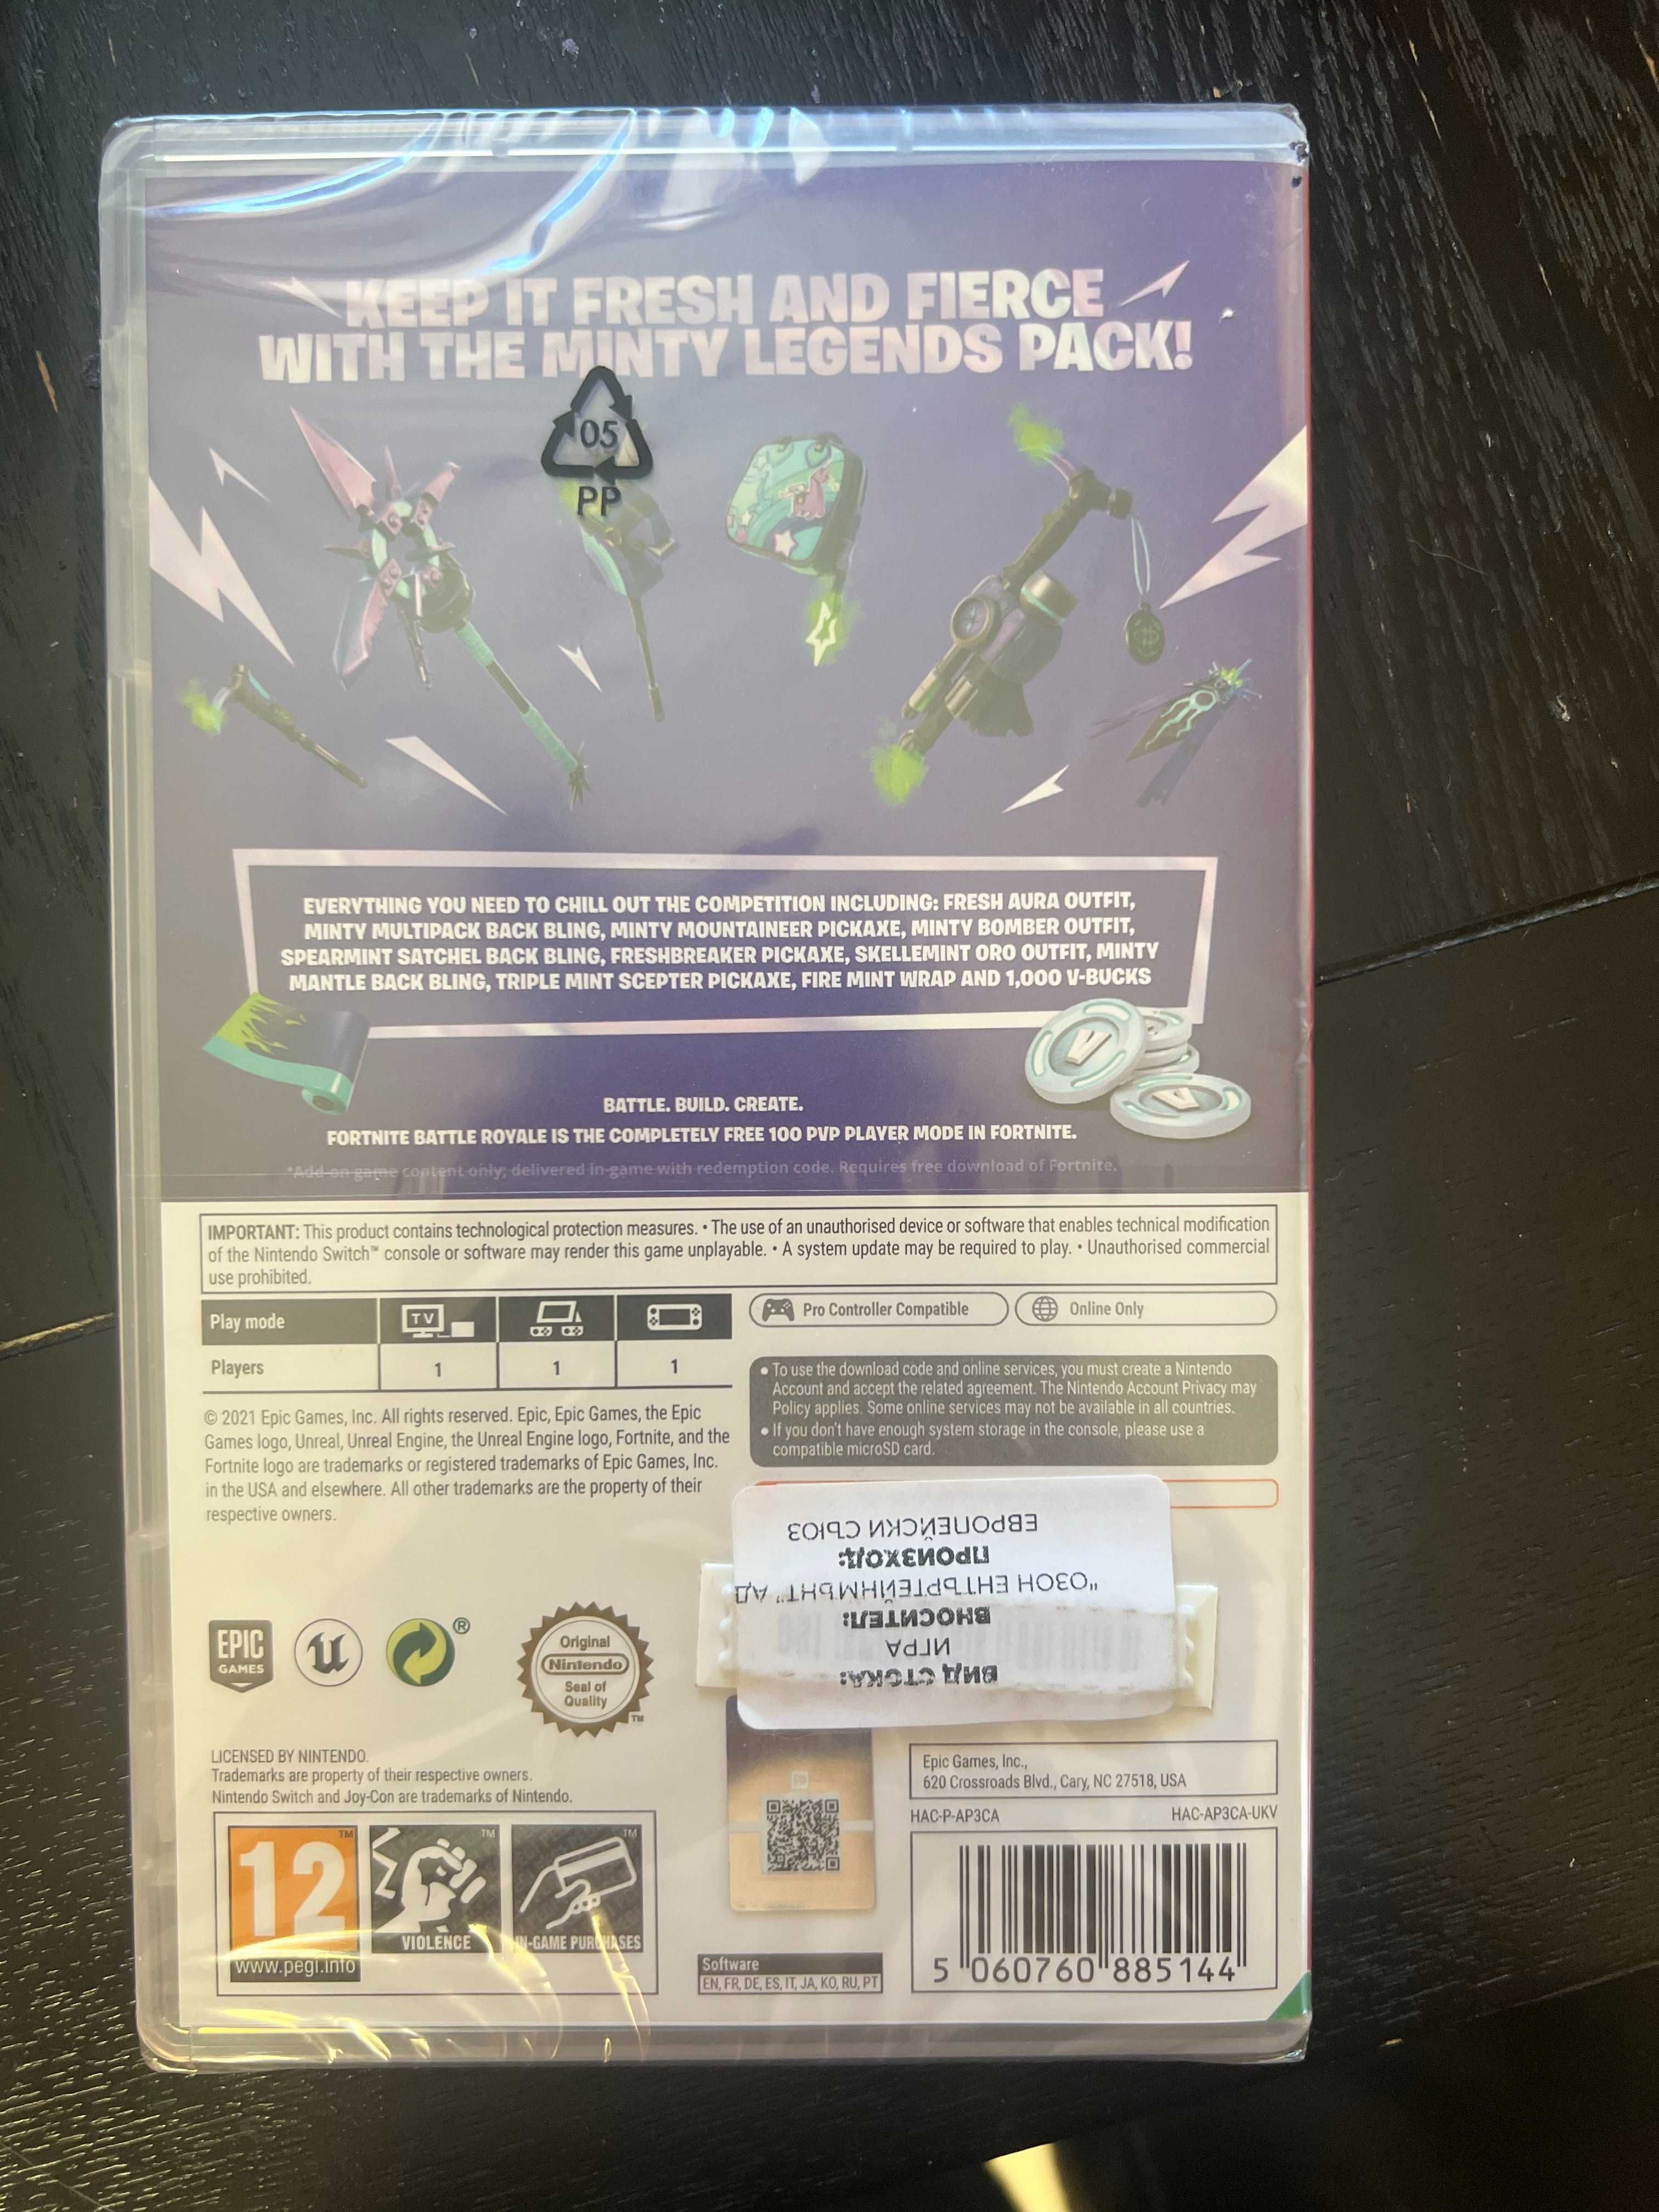 KEEP IT FRESH AND FIERCE
WITH THE MINTY LEGENDS PACK!
05
PP
EVERYTHING YOU NEED TO CHILL OUT THE COMPETITION INCLUDING: FRESH AURA OUTFIT,
MINTY MULTIPACK BACK BLING, MINTY MOUNTAINEER PICKAXE, MINTY BOMBER OUTFIT,
SPEARMINT SATCHEL BACK BLING, FRESHBREAKER PICKAXE, SKELLEMINT ORO OUTFIT, MINTY
MANTLE BACK BLING, TRIPLE MINT SCEPTER PICKAXE, FIRE MINT WRAP AND 1,000 V-BUCKS
BATTLE. BUILD. CREATE.
FORTNITE BATTLE ROYALE IS THE COMPLETELY FREE 100 PVP PLAYER MODE IN FORTNITE.
*Add-on game content only; delivered in-game with redemption code. Requires free download of Fortnite.
IMPORTANT: This product contains technological protection measures. • The use of an unauthorised device or software that enables technical modification
of the Nintendo Switch™ console or software may render this game unplayable. • A system update may be required to play. • Unauthorised commercial
use prohibited.
Play mode
TV
Players
1
1
1
Pro Controller Compatible
Online Only
• To use the download code and online services, you must create a Nintendo
Account and accept the related agreement. The Nintendo Account Privacy may
Policy applies. Some online services may not be available in all countries.
• If you don't have enough system storage in the console, please use a
compatible microSD card.
© 2021 Epic Games, Inc. All rights reserved. Epic, Epic Games, the Epic
Games logo, Unreal, Unreal Engine, the Unreal Engine logo, Fortnite, and the
Fortnite logo are trademarks or registered trademarks of Epic Games, Inc.
in the USA and elsewhere. All other trademarks are the property of their
respective owners.
ВИД СТОКА:
ИГРА
ВНОСИТЕЛ:
"ОЗОН ЕНТЪРТЕЙНМЪНТ" АД
ПРОИЗХОД:
ЕВРОПЕЙСКИ СЪЮЗ
EPIC
GAMES
®
Original
Nintendo
Seal of
Quality
TM
LICENSED BY NINTENDO.
Trademarks are property of their respective owners.
Nintendo Switch and Joy-Con are trademarks of Nintendo.
12
TM
VIOLENCE
TM
IN-GAME PURCHASES
TM
www.pegi.info
Software
EN, FR, DE, ES, IT, JA, KO, RU, PT
Epic Games, Inc.,
620 Crossroads Blvd., Cary, NC 27518, USA
HAC-P-AP3CA
HAC-AP3CA-UKV
5 060760 885144